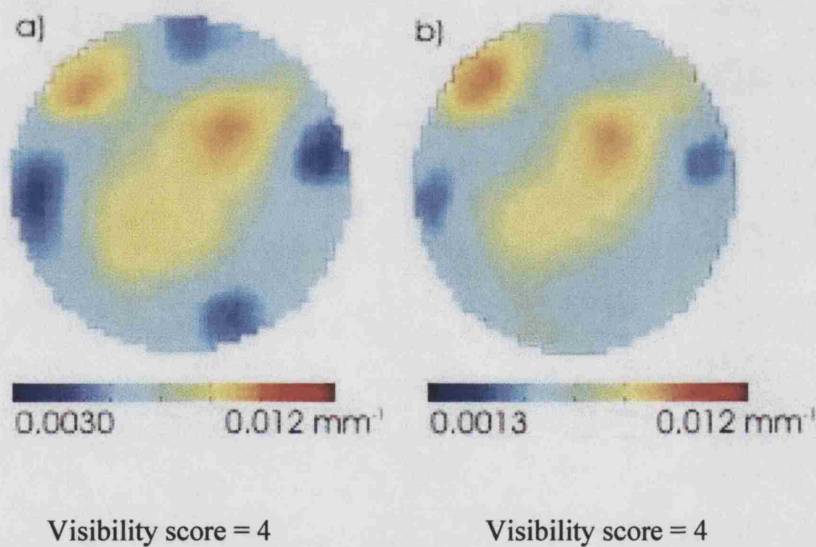 a)
b)
0.0030 0.012 mm⁻¹
0.0013 0.012 mm⁻¹
Visibility score = 4
Visibility score = 4